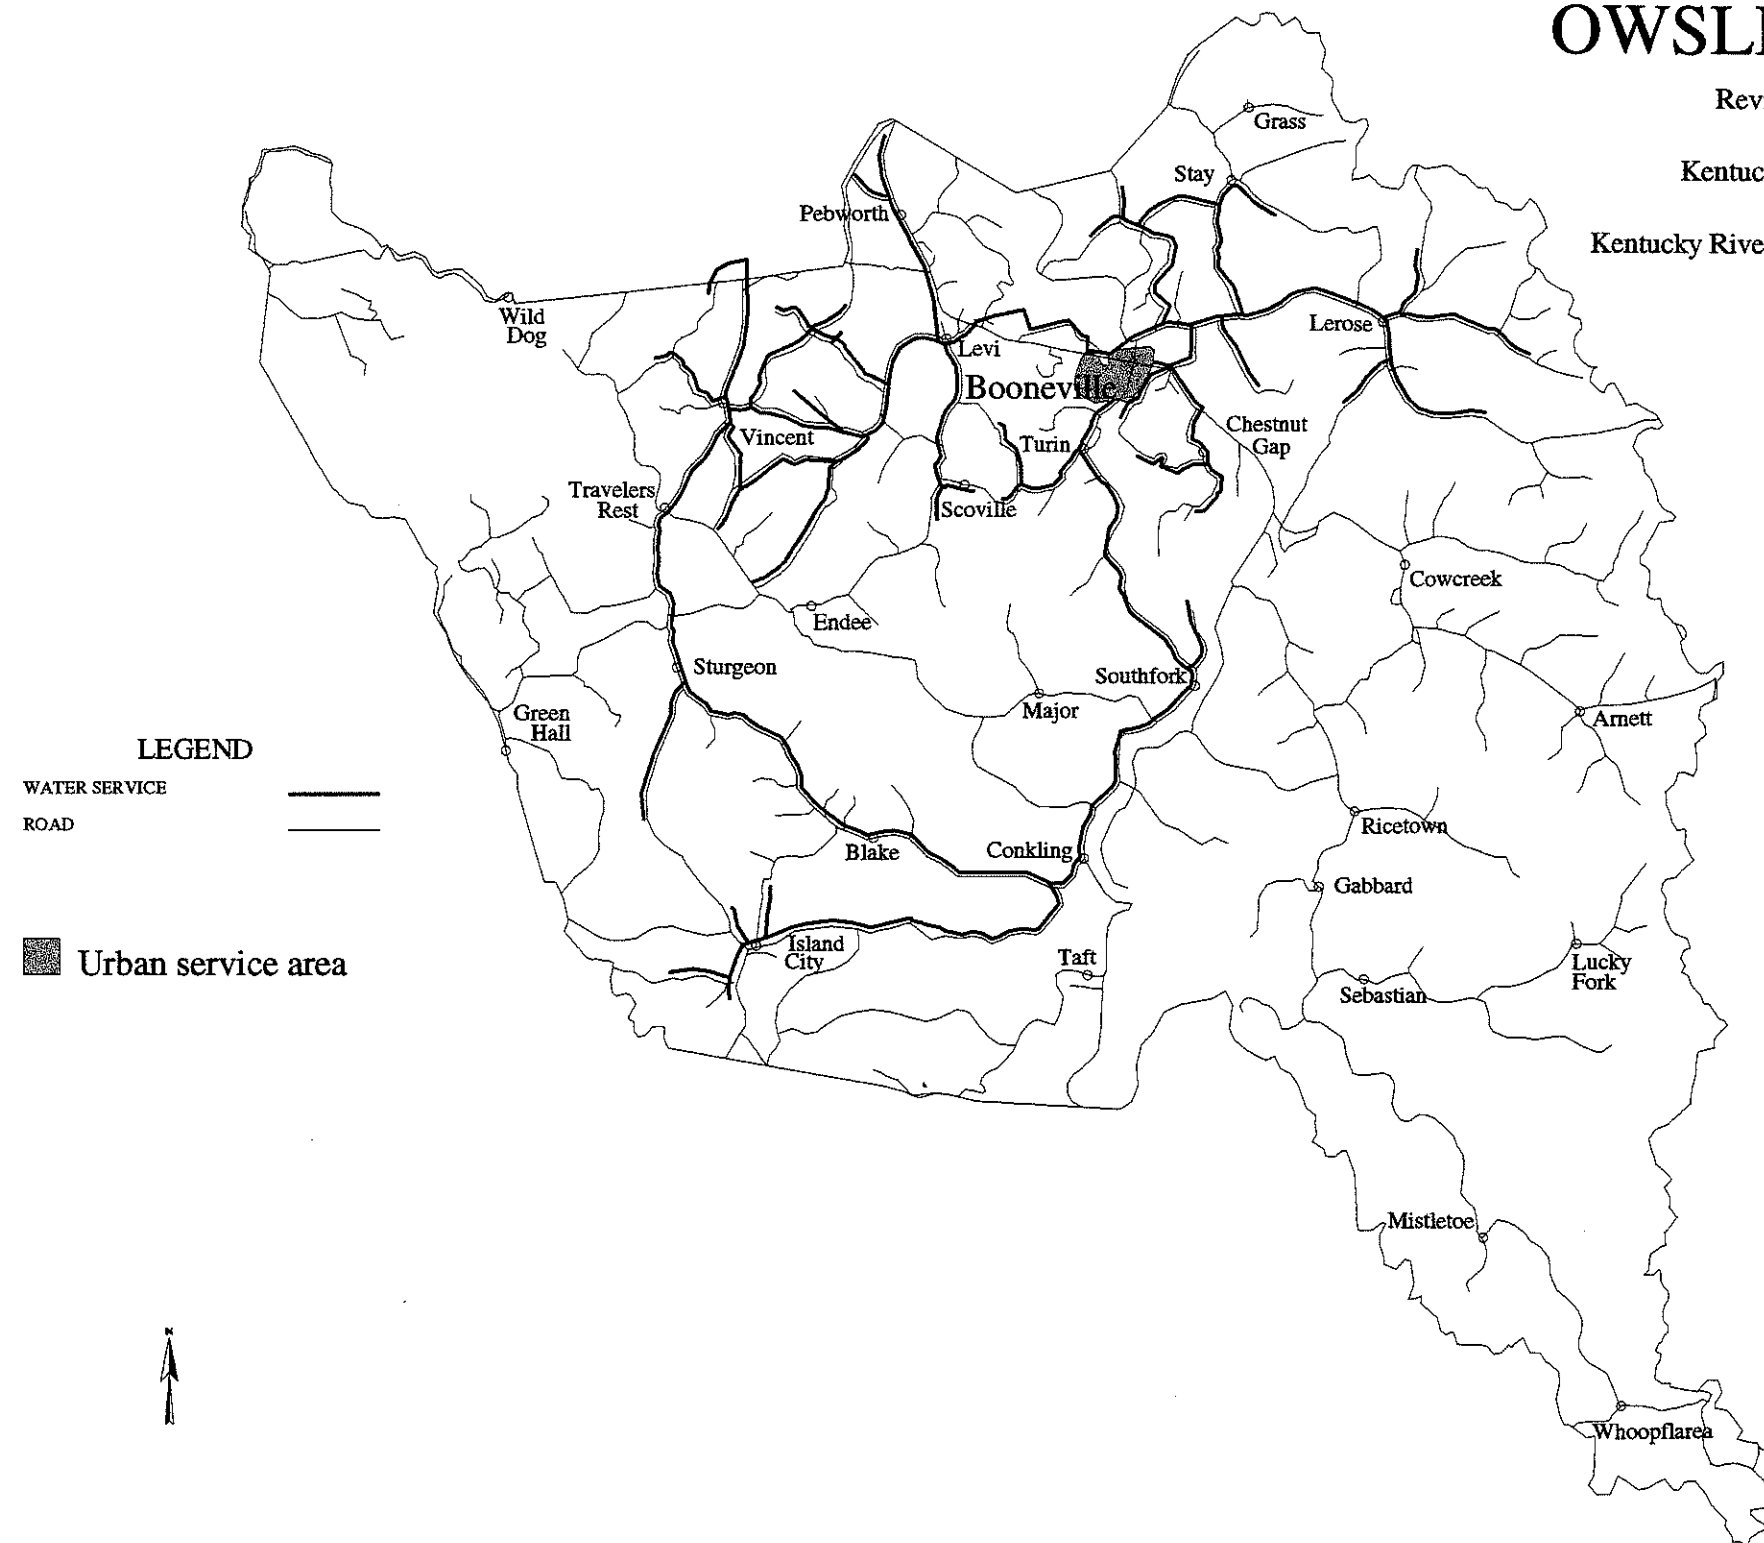 OWSL
Rev
Kentuc
Kentucky Rive
Grass
Stay
Pebworth
Wild
Dog
Levi
Lerose
Booneville
Vincent
Turin
Chestnut
Gap
Travelers
Rest
Scoville
Cowcreek
Endee
Sturgeon
Southfork
Major
Arnett
Green
Hall
LEGEND
WATER SERVICE
ROAD
Ricetown
Blake
Conkling
Gabbard
Island
City
Urban service area
Taft
Lucky
Fork
Sebastian
Mistletoe
N
Whoopflarea